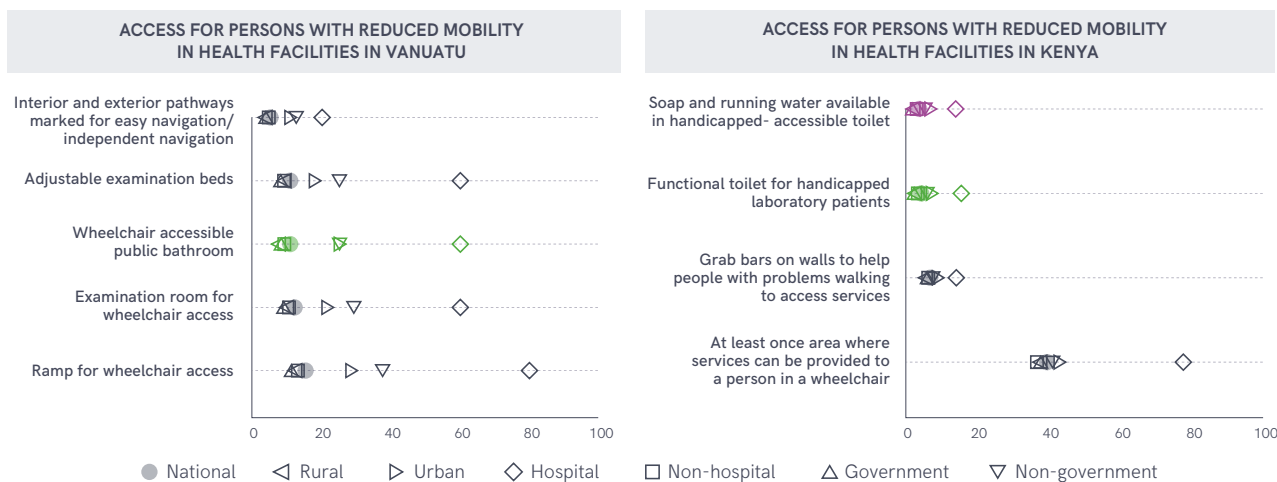 ACCESS FOR PERSONS WITH REDUCED MOBILITY
IN HEALTH FACILITIES IN VANUATU
Interior and exterior pathways
marked for easy navigation/
independent navigation
Adjustable examination beds
Wheelchair accessible
public bathroom
Examination room for
wheelchair access
Ramp for wheelchair access
0 20 40 60 80 100
ACCESS FOR PERSONS WITH REDUCED MOBILITY
IN HEALTH FACILITIES IN KENYA
Soap and running water available
in handicapped- accessible toilet
Functional toilet for handicapped
laboratory patients
Grab bars on walls to help
people with problems walking
to access services
At least once area where
services can be provided to
a person in a wheelchair
0 20 40 60 80 100
National Rural Urban Hospital Non-hospital Government Non-government